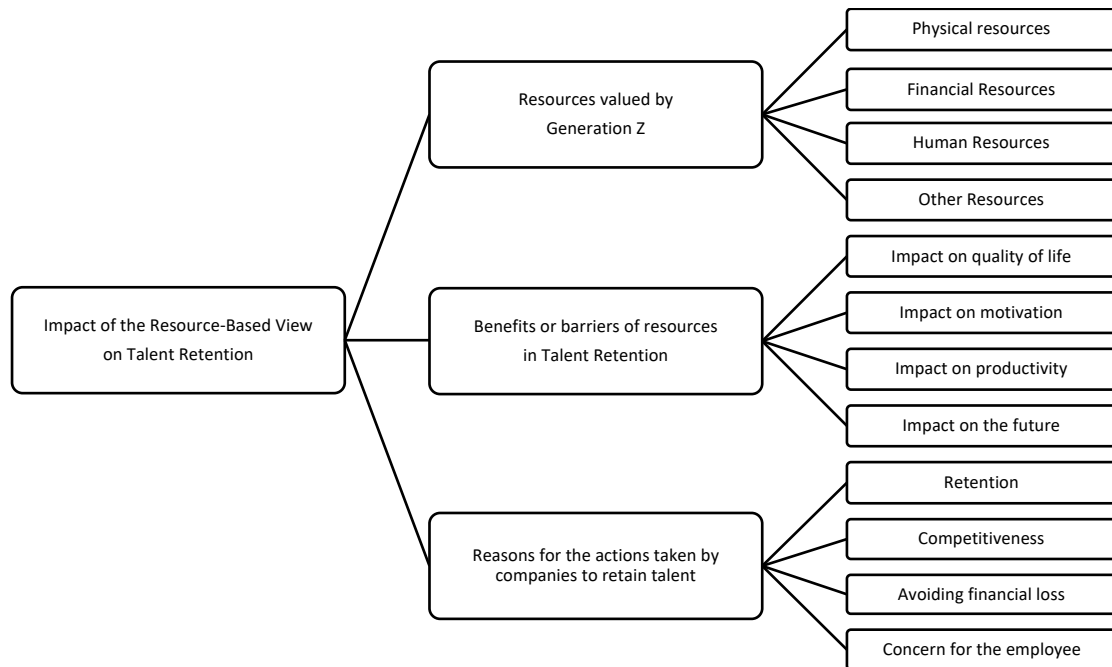 Impact of the Resource-Based View
on Talent Retention
Resources valued by
Generation Z
Physical resources
Financial Resources
Human Resources
Other Resources
Benefits or barriers of resources
in Talent Retention
Impact on quality of life
Impact on motivation
Impact on productivity
Impact on the future
Reasons for the actions taken by
companies to retain talent
Retention
Competitiveness
Avoiding financial loss
Concern for the employee